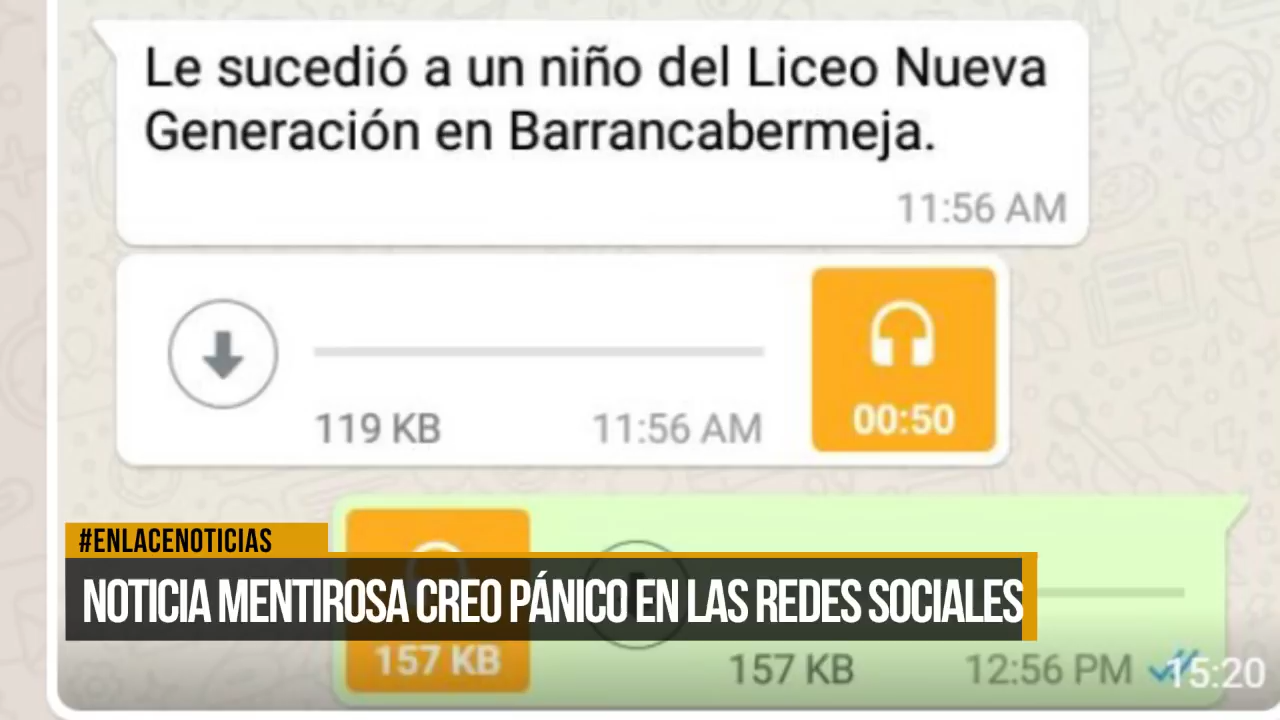 Le sucedió a un niño del Liceo Nueva
Generación en Barrancabermeja.
11:56 AM
00:50
119 KB
11:56 AM
#ENLACENOTICIAS
NOTICIA MENTIROSA CREO PÁNICO EN LAS REDES SOCIALES
157 KB
157 KB
12:56 PM
15:20